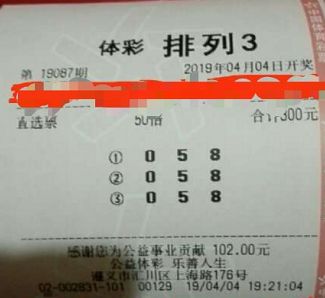 体彩 排列3
第 19087期 2019年04月04日开奖
直选票 50倍 合计300元
① 0 5 8
② 0 5 8
③ 0 5 8
感谢您为公益事业贡献 102.00元
公益体彩 乐善人生
遵义市汇川区上海路176号
02-002831-101 00129 19/04/04 19:21:04